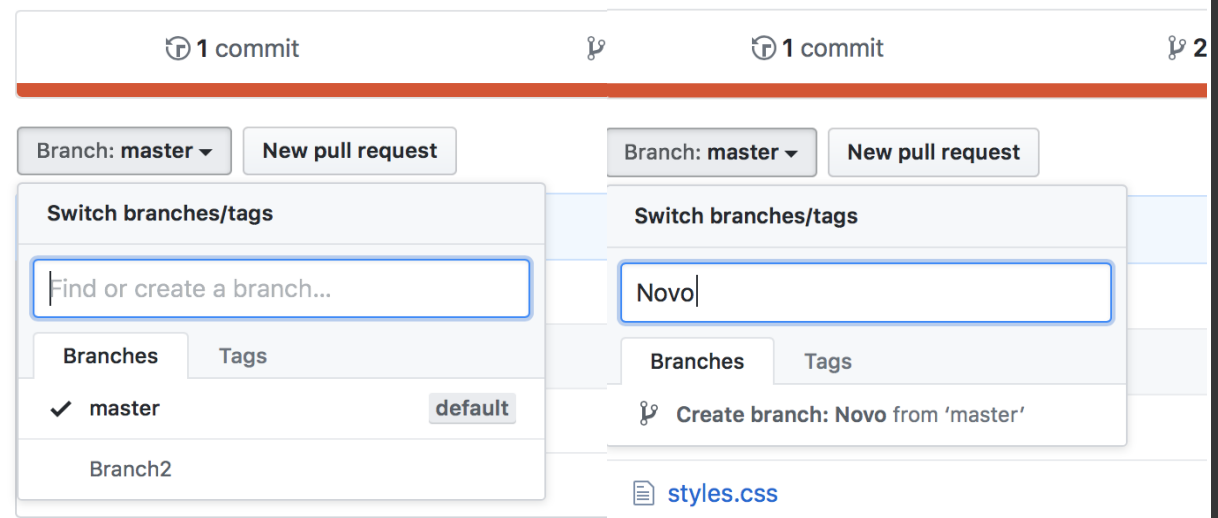 1 commit
Branch: master
New pull request
Switch branches/tags
Find or create a branch...
Branches
Tags
master
default
Branch2
1 commit
2
Branch: master
New pull request
Switch branches/tags
Novo
Branches
Tags
Create branch: Novo from ‘master’
styles.css